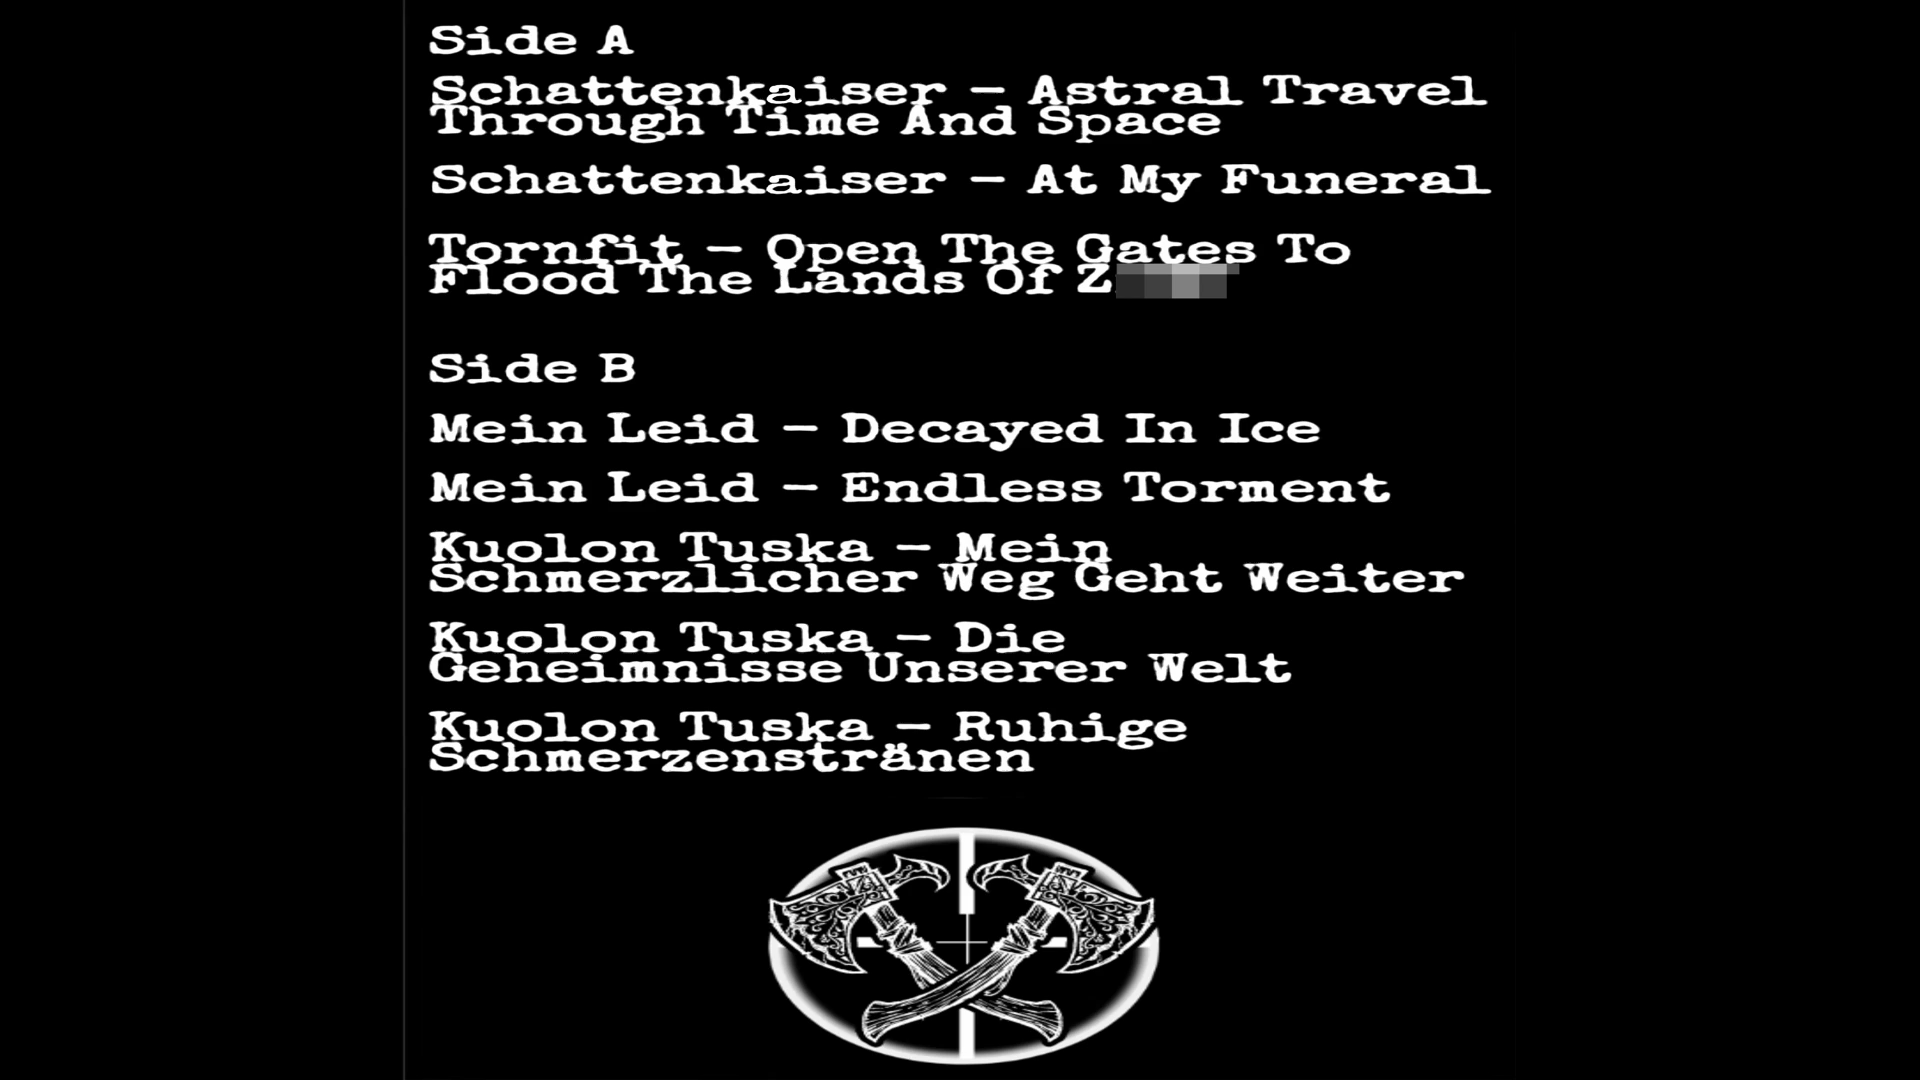 Side A
Schattenkaiser – Astral Travel
Through Time And Space
Schattenkaiser – At My Funeral
Tornfit – Open The Gates To
Flood The Lands Of Z
Side B
Mein Leid – Decayed In Ice
Mein Leid – Endless Torment
Kuolon Tuska – Mein
Schmerzlicher Weg Geht Weiter
Kuolon Tuska – Die
Geheimnisse Unserer Welt
Kuolon Tuska – Ruhige
Schmerzenstränen